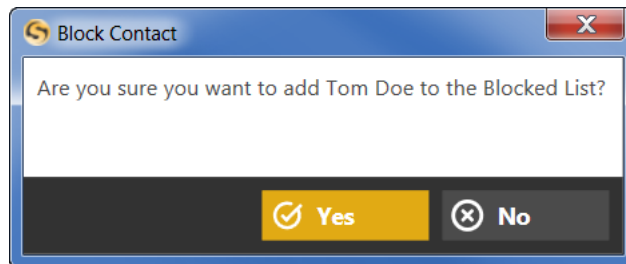 Block Contact
Are you sure you want to add Tom Doe to the Blocked List?
Yes
No